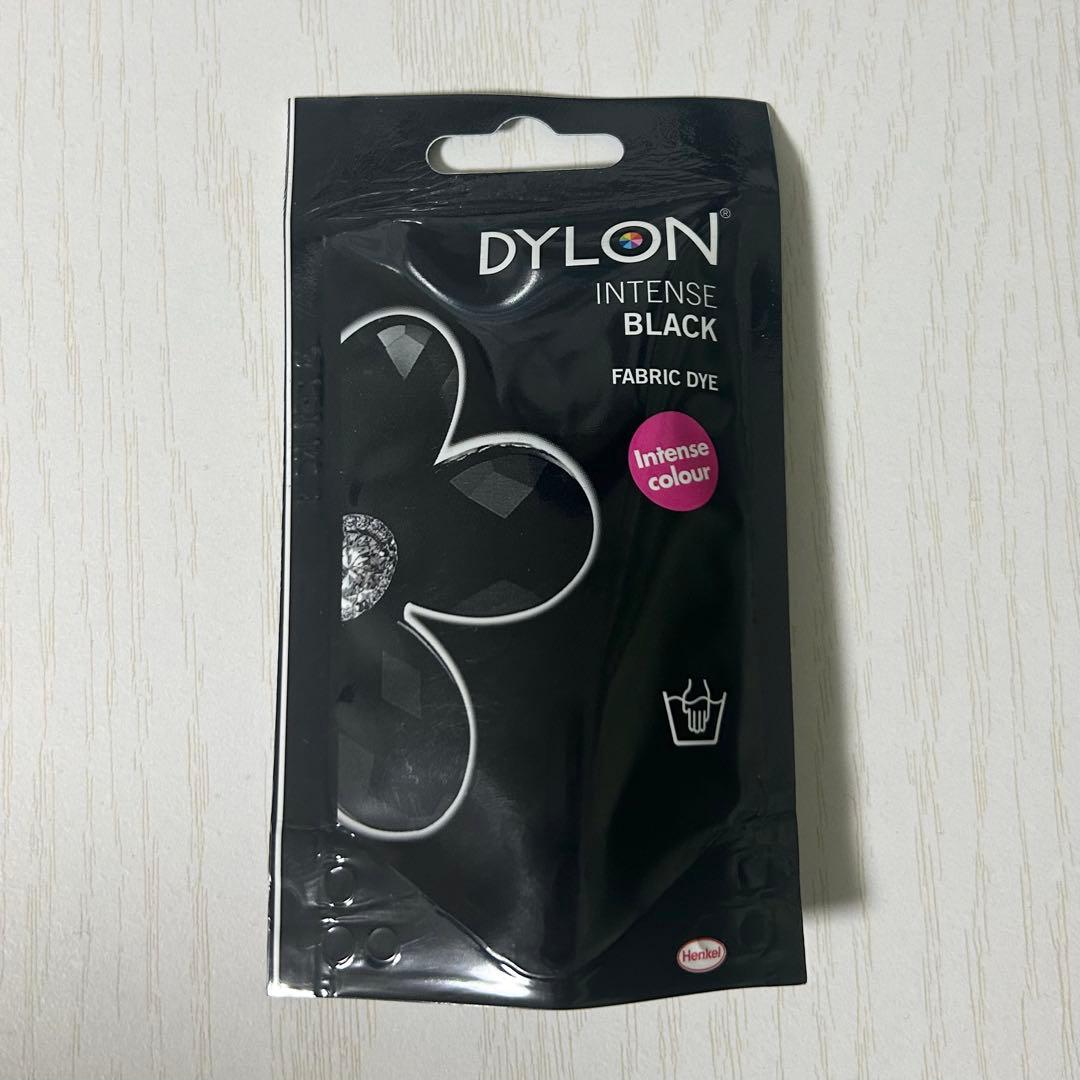 DYLON®
INTENSE
BLACK
FABRIC DYE
Intense
colour
Henkel